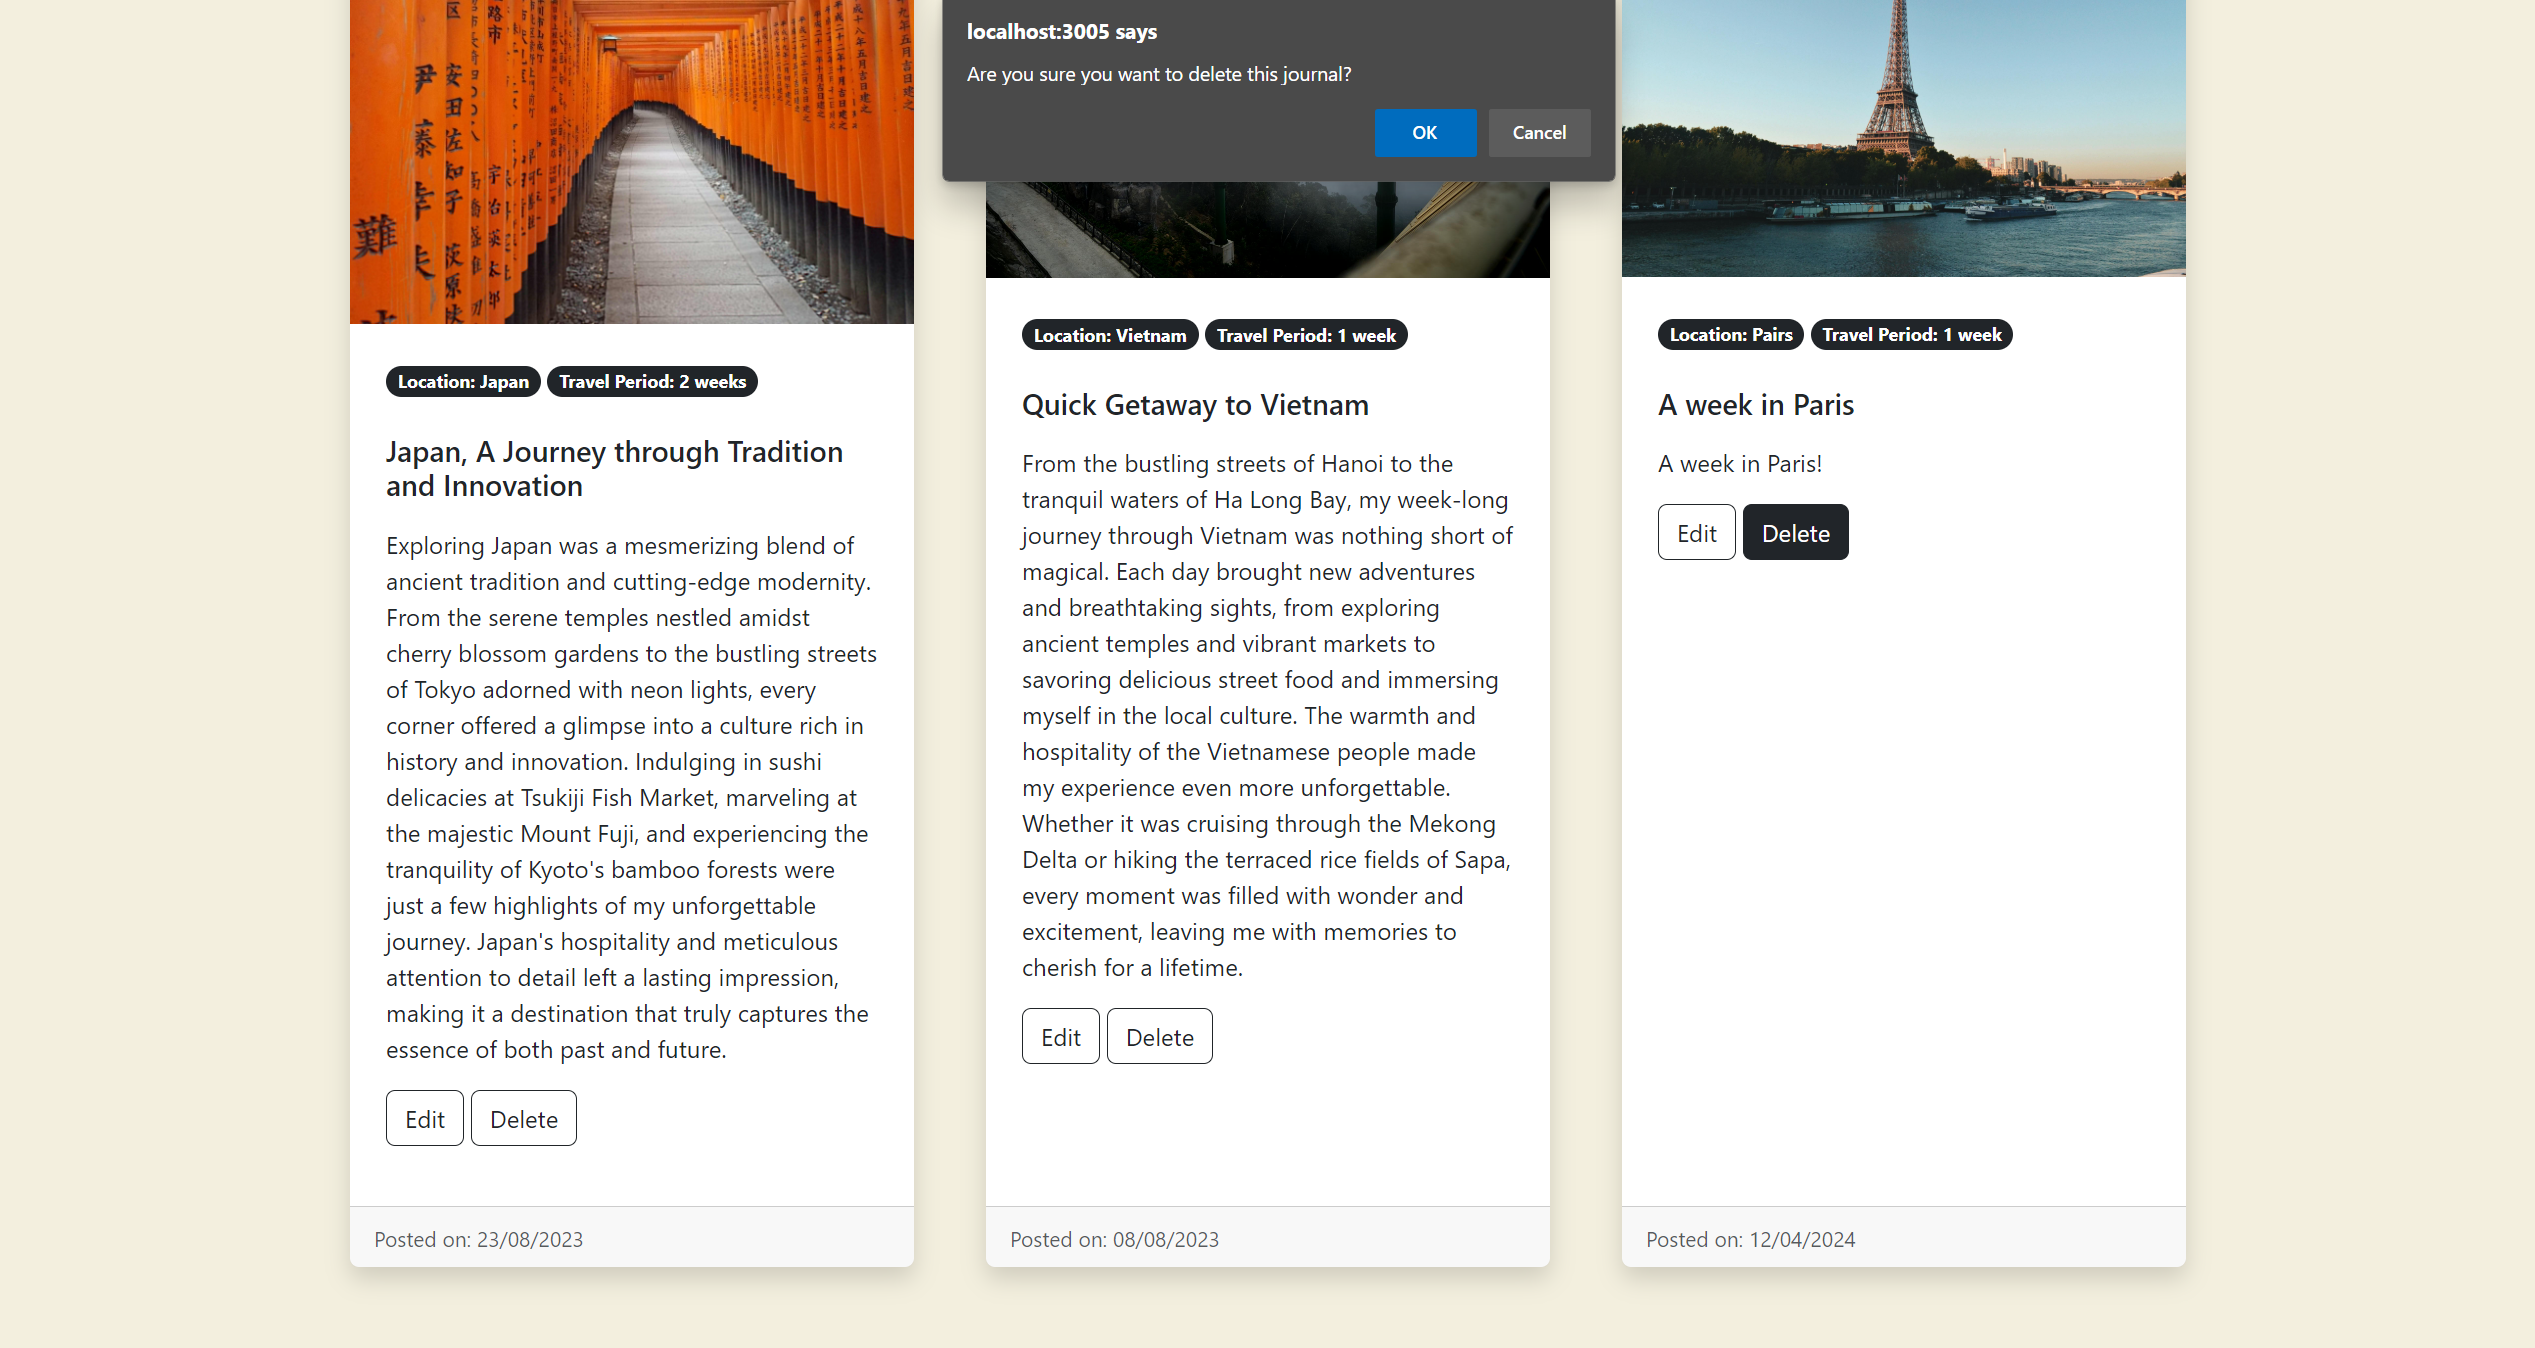 localhost:3005 says
Are you sure you want to delete this journal?
OK
Cancel
Location: Japan
Travel Period: 2 weeks
Japan, A Journey through Tradition
and Innovation
Exploring Japan was a mesmerizing blend of
ancient tradition and cutting-edge modernity.
From the serene temples nestled amidst
cherry blossom gardens to the bustling streets
of Tokyo adorned with neon lights, every
corner offered a glimpse into a culture rich in
history and innovation. Indulging in sushi
delicacies at Tsukiji Fish Market, marveling at
the majestic Mount Fuji, and experiencing the
tranquility of Kyoto's bamboo forests were
just a few highlights of my unforgettable
journey. Japan's hospitality and meticulous
attention to detail left a lasting impression,
making it a destination that truly captures the
essence of both past and future.
Edit
Delete
Posted on: 23/08/2023
Location: Vietnam
Travel Period: 1 week
Quick Getaway to Vietnam
From the bustling streets of Hanoi to the
tranquil waters of Ha Long Bay, my week-long
journey through Vietnam was nothing short of
magical. Each day brought new adventures
and breathtaking sights, from exploring
ancient temples and vibrant markets to
savoring delicious street food and immersing
myself in the local culture. The warmth and
hospitality of the Vietnamese people made
my experience even more unforgettable.
Whether it was cruising through the Mekong
Delta or hiking the terraced rice fields of Sapa,
every moment was filled with wonder and
excitement, leaving me with memories to
cherish for a lifetime.
Edit
Delete
Posted on: 08/08/2023
Location: Pairs
Travel Period: 1 week
A week in Paris
A week in Paris!
Edit
Delete
Posted on: 12/04/2024